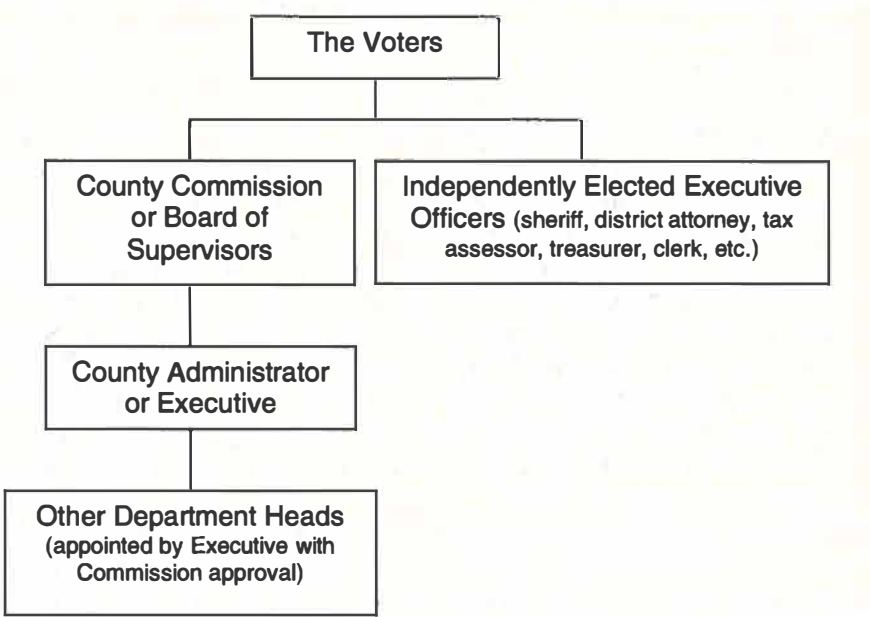 The Voters
County Commission
or Board of
Supervisors
Independently Elected Executive
Officers (sheriff, district attorney, tax
assessor, treasurer, clerk, etc.)
County Administrator
or Executive
Other Department Heads
(appointed by Executive with
Commission approval)